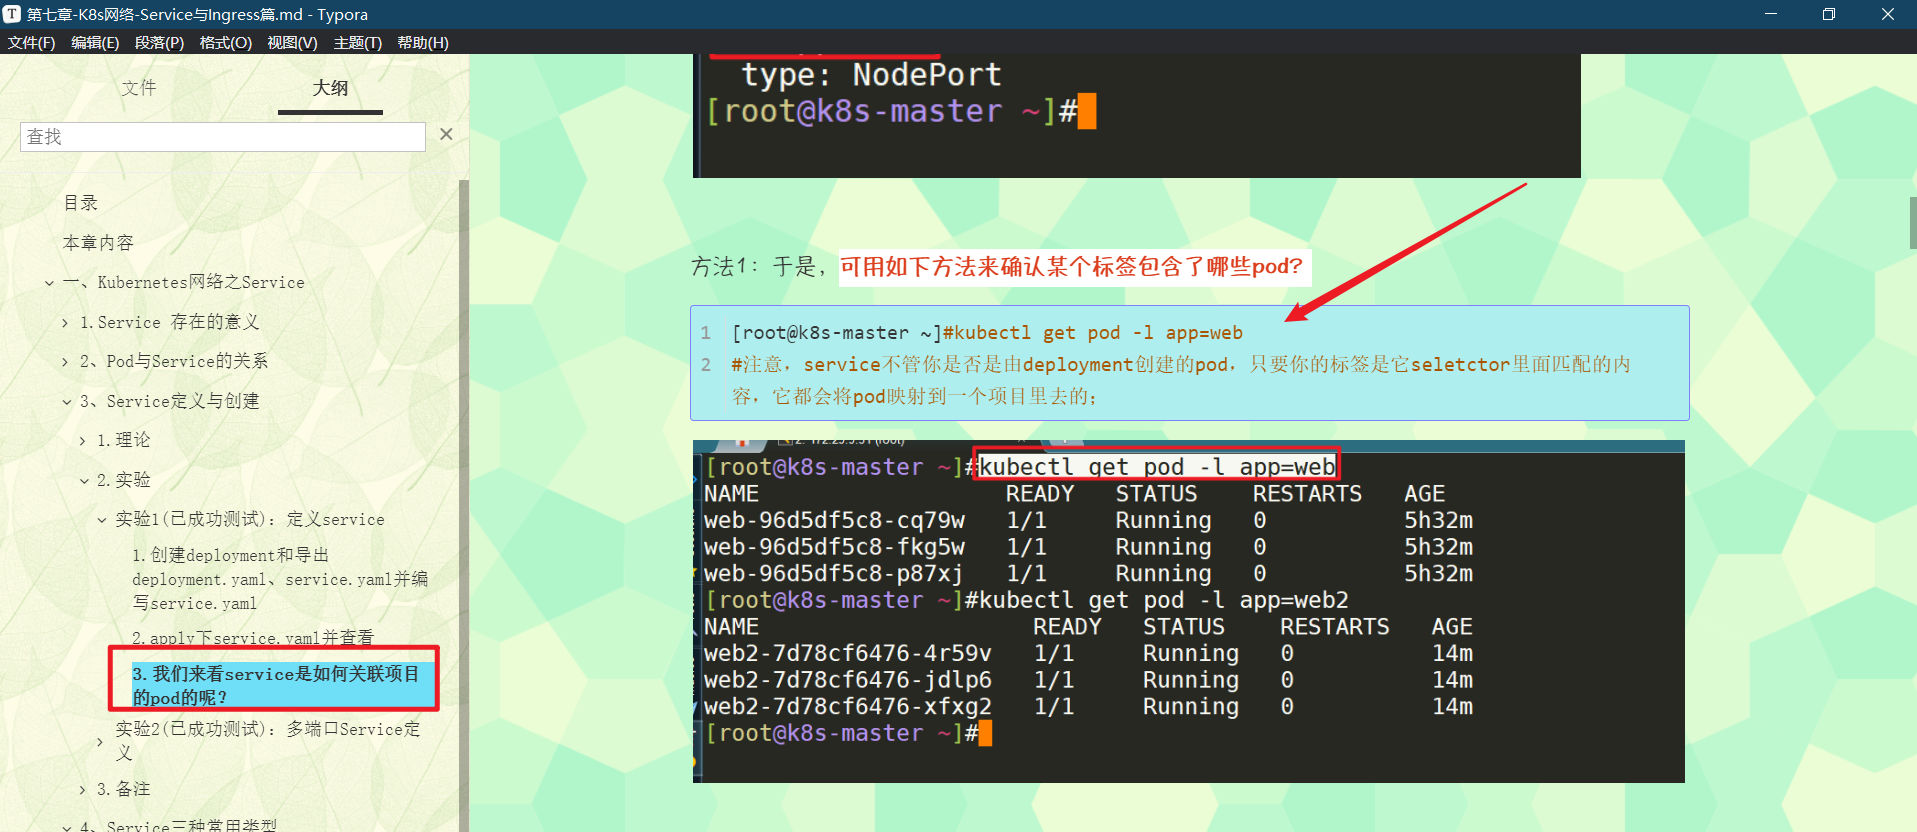 第七章-K8s网络-Service与Ingress篇.md - Typora
文件(F) 编辑(E) 段落(P) 格式(O) 视图(V) 主题(T) 帮助(H)
文件 大纲
查找
目录
本章内容
一、Kubernetes网络之Service
1.Service 存在的意义
2、Pod与Service的关系
3、Service定义与创建
1.理论
2.实验
实验1(已成功测试): 定义service
1.创建deployment和导出
deployment.yaml、service.yaml并编
写service.yaml
2.apply下service.yaml并查看
3.我们来看service是如何关联项目
的pod的呢?
实验2(已成功测试): 多端口Service定
义
3.备注
4、Service三种常用类型
type: NodePort
[root@k8s-master ~]#
方法1: 于是, 可用如下方法来确认某个标签包含了哪些pod?
1 [root@k8s-master ~]#kubectl get pod -l app=web
2 #注意, service不管你是否是由deployment创建的pod, 只要你的标签是它seletctor里面匹配的内
容, 它都会将pod映射到一个项目里去的;
[root@k8s-master ~]#kubectl get pod -l app=web
NAME READY STATUS RESTARTS AGE
web-96d5df5c8-cq79w 1/1 Running 0 5h32m
web-96d5df5c8-fkg5w 1/1 Running 0 5h32m
web-96d5df5c8-p87xj 1/1 Running 0 5h32m
[root@k8s-master ~]#kubectl get pod -l app=web2
NAME READY STATUS RESTARTS AGE
web2-7d78cf6476-4r59v 1/1 Running 0 14m
web2-7d78cf6476-jdlp6 1/1 Running 0 14m
web2-7d78cf6476-xfxg2 1/1 Running 0 14m
[root@k8s-master ~]#